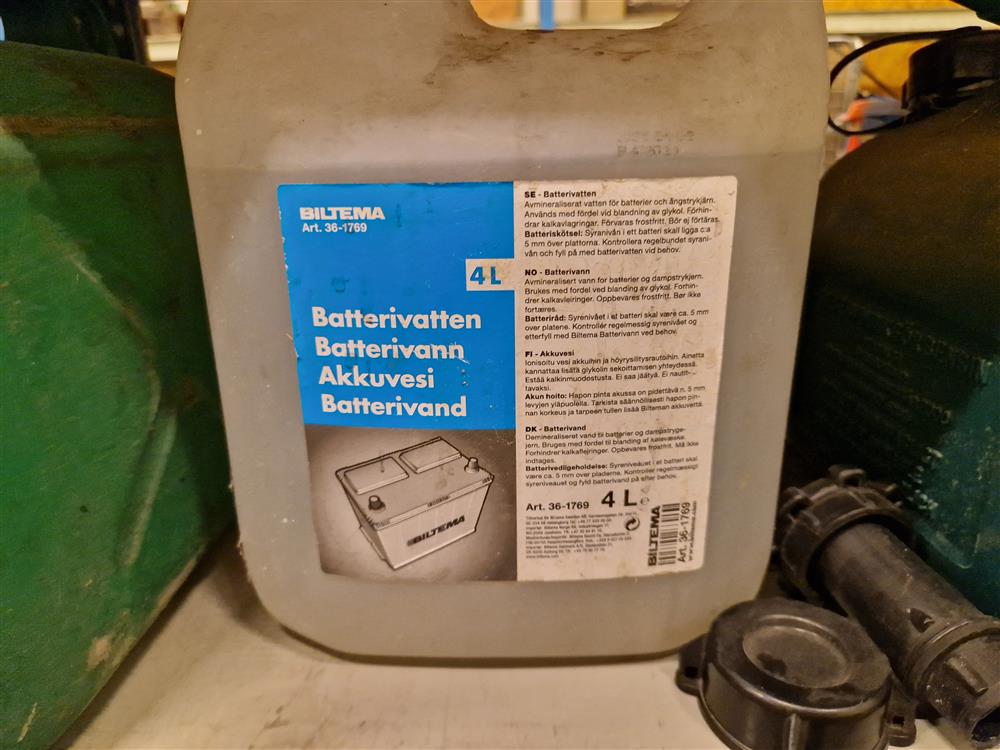 BILTEMA
Art. 36-1769
4 L
Batterivatten
Batterivann
Akkuvesi
Batterivand
BILTEMA
SE - Batterivatten
Avmineraliserat vatten för batterier och ångstrykjärn.
Används med fördel vid blandning av glykol. Förhin-
drar kalkavlagringar. Förvaras frostfritt. Bör ej förtäras.
Batteriskötsel: Syranivån i ett batteri skall ligga c:a
5 mm över plattorna. Kontrollera regelbundet syrani-
vån och fyll på med batterivatten vid behov.
NO - Batterivann
Avmineralisert vann for batterier og dampstrykjern.
Brukes med fordel ved blanding av glykol. Forhin-
drer kalkavleiringer. Oppbevares frostfritt. Bør ikke
fortæres.
Batteriråd: Syrenivået i et batteri skal være ca. 5 mm
over platene. Kontroller regelmessig syrenivået og
etterfyll med Biltema Batterivann ved behov.
FI - Akkuvesi
Ionisoitu vesi akkuihin ja höyrysilitysrautoihin. Ainetta
kannattaa lisätä glykolin sekoittamisen yhteydessä.
Estää kalkinmuodostusta. Ei saa jäätyä. Ei nautit-
tavaksi.
Akun hoito: Hapon pinta akussa on pidettävä n. 5 mm
levyjen yläpuolella. Tarkista säännöllisesti hapon pin-
nan korkeus ja tarpeen tullen lisää Bilteman akkuvettä.
DK - Batterivand
Demineraliseret vand til batterier og dampstryge-
jern. Bruges med fordel til blanding af kølevæske.
Forhindrer kalkaflejringer. Opbevares frostfrit. Må ikke
indtages.
Batterivedligeholdelse: Syreniveauet i et batteri skal
være ca. 5 mm over pladerne. Kontroller regelmæssigt
syreniveauet og fyld batterivand på efter behov.
Art. 36-1769 4 L
www.biltema.com
BILTEMA
Art. 36-1769
www.biltema.com